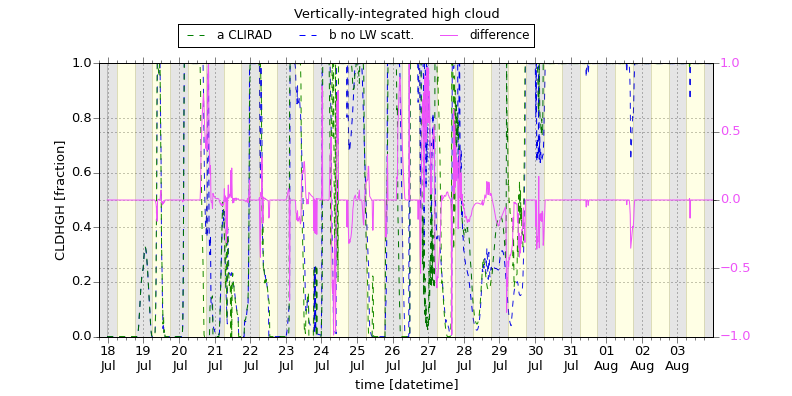 Vertically-integrated high cloud
a CLIRAD b no LW scatt. difference
CLDHGH [fraction]
1.0
0.8
0.6
0.4
0.2
0.0
1.0
0.5
0.0
−0.5
−1.0
18 19 20 21 22 23 24 25 26 27 28 29 30 31 01 02 03
Jul Jul Jul Jul Jul Jul Jul Jul Jul Jul Jul Jul Jul Jul Aug Aug Aug
time [datetime]